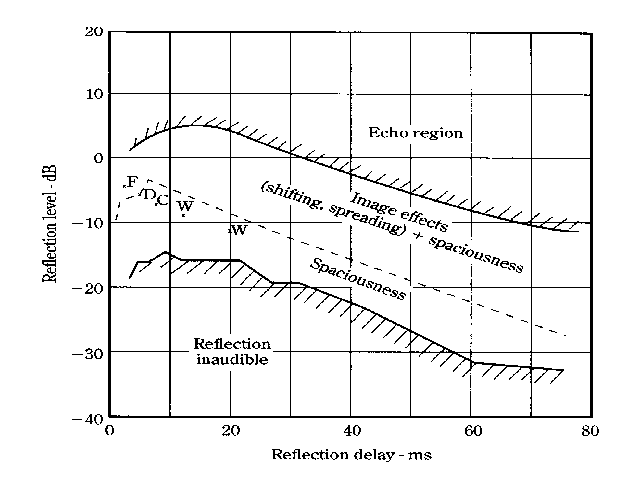 20
10
0
−10
−20
−30
−40
Reflection level - dB
Echo region
Image effects
(shifting, spreading) + spaciousness
Spaciousness
F
D
C
W
W
Reflection
inaudible
0
20
40
60
80
Reflection delay - ms